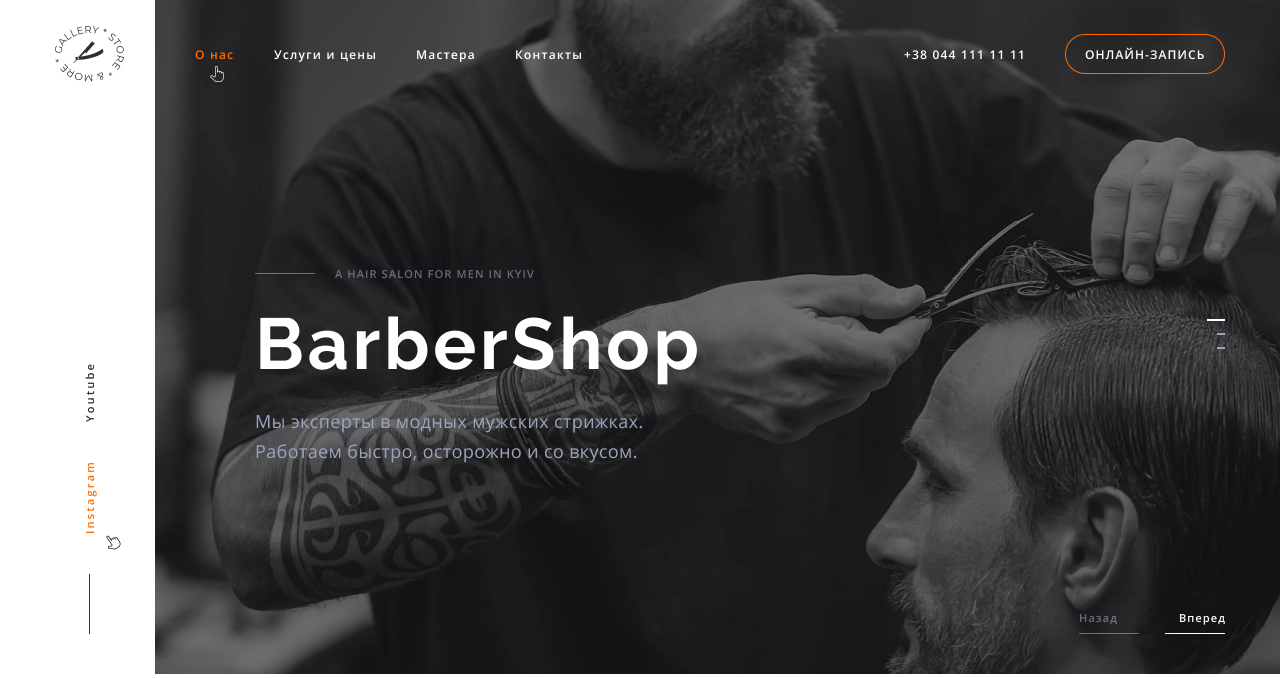 GALLERY * STORE * & MORE *
О нас
Услуги и цены
Мастера
Контакты
+38 044 111 11 11
ОНЛАЙН-ЗАПИСЬ
A HAIR SALON FOR MEN IN KYIV
BarberShop
Мы эксперты в модных мужских стрижках.
Работаем быстро, осторожно и со вкусом.
Youtube
Instagram
Назад
Вперед